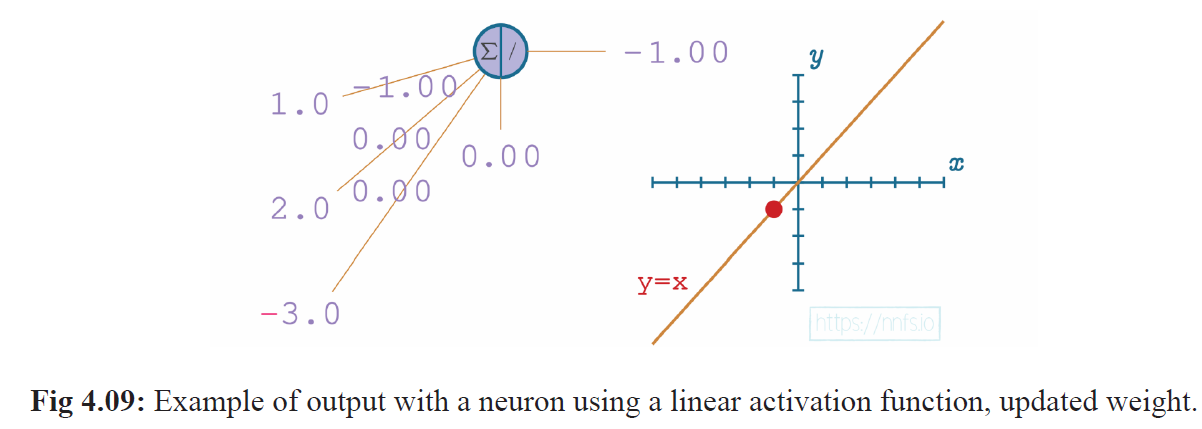 Σ /
-1.00
y
1.0
-1.00
0.00
0.00
x
2.0
0.00
y=x
-3.0
https://nnfs.io
Fig 4.09: Example of output with a neuron using a linear activation function, updated weight.